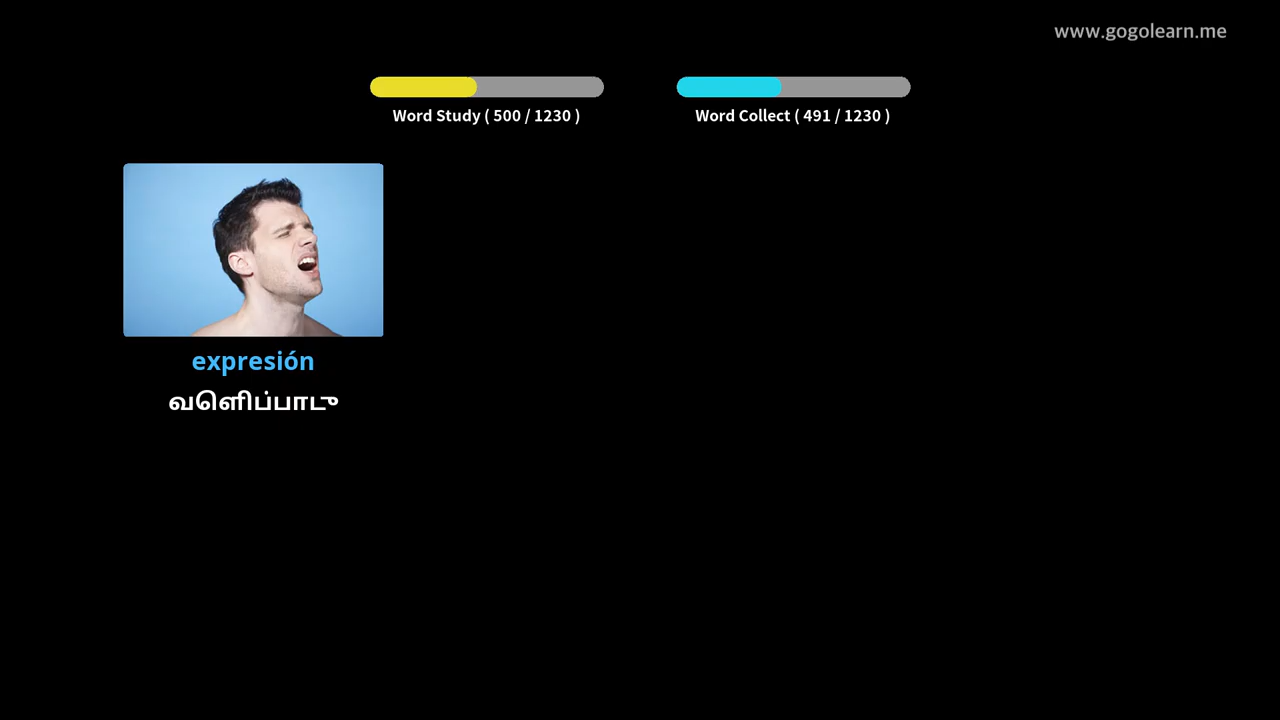 www.gogolearn.me
Word Study ( 500 / 1230 )
Word Collect ( 491 / 1230 )
expresión
வெளிப்பாடு